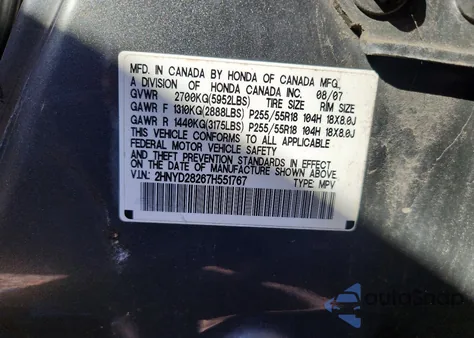 MFD. IN CANADA BY HONDA OF CANADA MFG.
A DIVISION OF HONDA CANADA INC. 08/07
GVWR 2700KG(5952LBS) TIRE SIZE RIM SIZE
GAWR F 1310KG(2888LBS) P255/55R18 104H 18X8.0J
GAWR R 1440KG(3175LBS) P255/55R18 104H 18X8.0J
THIS VEHICLE CONFORMS TO ALL APPLICABLE
FEDERAL MOTOR VEHICLE SAFETY
AND THEFT PREVENTION STANDARDS IN EFFECT
ON THE DATE OF MANUFACTURE SHOWN ABOVE.
V.I.N.: 2HNYD28267H551767 TYPE: MPV
AutoSnap